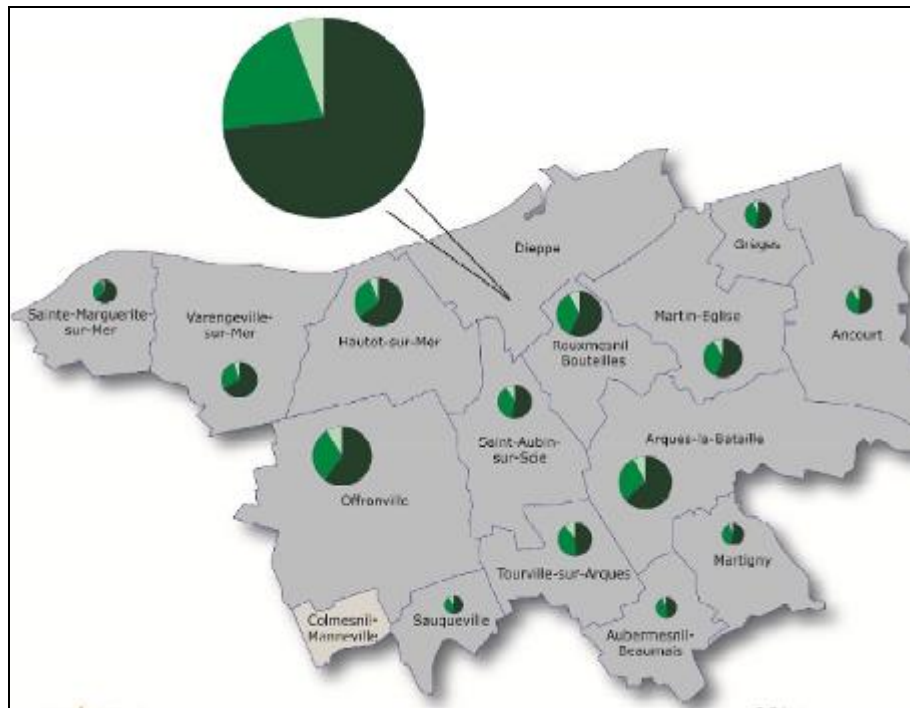 Dieppe
Grèges
Sainte-Marguerite-
sur-Mer
Varengeville-
sur-Mer
Hautot-sur-Mer
Rouxmesnil
Bouteilles
Martin-Eglise
Ancourt
Saint-Aubin-
sur-Scie
Arques-la-Bataille
Offranville
Tourville-sur-Arques
Martigny
Colmesnil-
Manneville
Sauqueville
Aubermesnil-
Beaumais